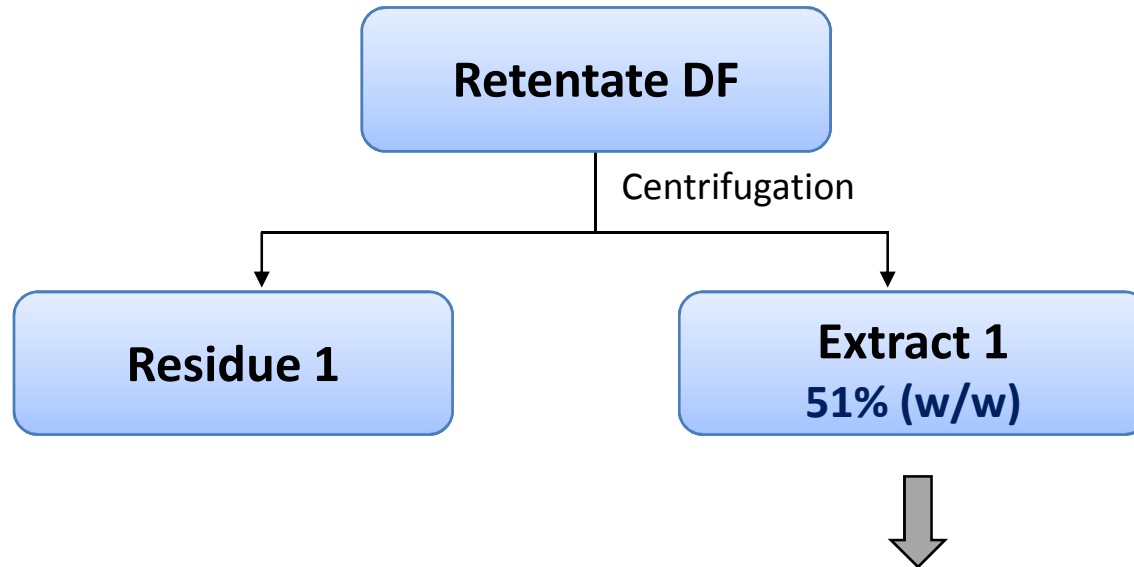 Retentate DF
Centrifugation
Residue 1
Extract 1
51% (w/w)